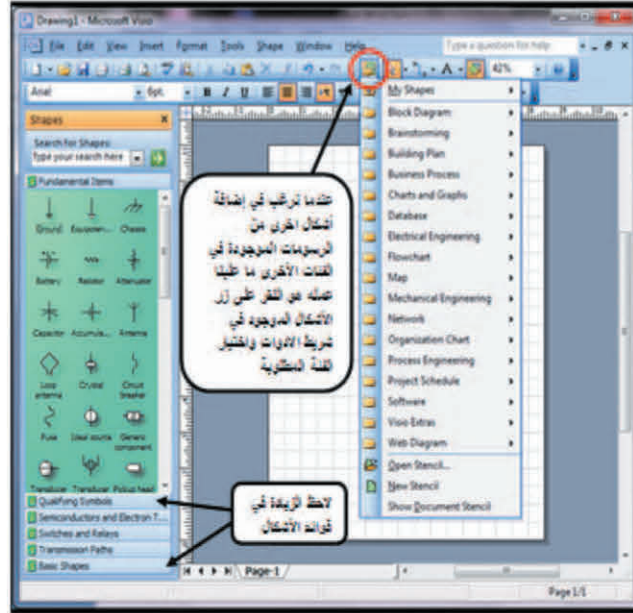 Drawing1 - Microsoft Visio
File Edit View Insert Format Tools Shape Window Help
Type a question for help
42%
Arial
6pt.
B I U
Shapes
Search for Shapes:
Type your search here
Fundamental Items
Ground Equipoten... Chassis
Battery Resistor Attenuator
Capacitor Accumula... Antenna
Loop antenna Crystal Circuit breaker
Fuse Ideal source Generic component
Transducer Transducer Pickup head
Qualifying Symbols
Semiconductors and Electron T...
Switches and Relays
Transmission Paths
Basic Shapes
My Shapes
Block Diagram
Brainstorming
Building Plan
Business Process
Charts and Graphs
Database
Electrical Engineering
Flowchart
Map
Mechanical Engineering
Network
Organization Chart
Process Engineering
Project Schedule
Software
Visio Extras
Web Diagram
Open Stencil...
New Stencil
Show Document Stencil
عندما ترغب في إضافة
أشكال اخرى من
الرسومات الموجودة في
الفئات الأخرى ما علينا
عمله هو النقر على زر
الأشكال الموجود في
شريط الادوات واختيار
الفئة المطلوبة
لاحظ الزيادة في
قوائم الأشكال
Page-1
Page 1/1